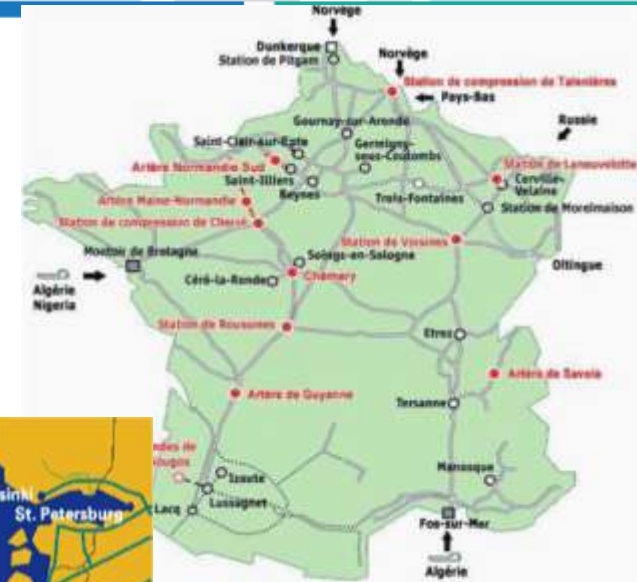 Norvège
Dunkerque
Station de Pitgam
Norvège
Station de compression de Taisnières
Pays-Bas
Gournay-sur-Aronde
Russie
Saint-Clair-sur-Epte
Germigny-
sous-Coulombs
Station de Laneuvelotte
Artère Normandie Sud
Cerville-
Velaine
Saint-Illiers
Beynes
Trois-Fontaines
Artère Maine-Normandie
Station de Morelmaison
Station de compression de Cherré
Station de Voisines
Montoir de Bretagne
Soings-en-Sologne
Oltingue
Céré-la-Ronde
Chémery
Algérie
Nigeria
Station de Roussines
Etrez
Artère de Guyenne
Artère de Savoie
Tersanne
ndes de
Izaute
Manosque
Lussagnet
Lacq
Fos-sur-Mer
Algérie
sinki
St. Petersburg